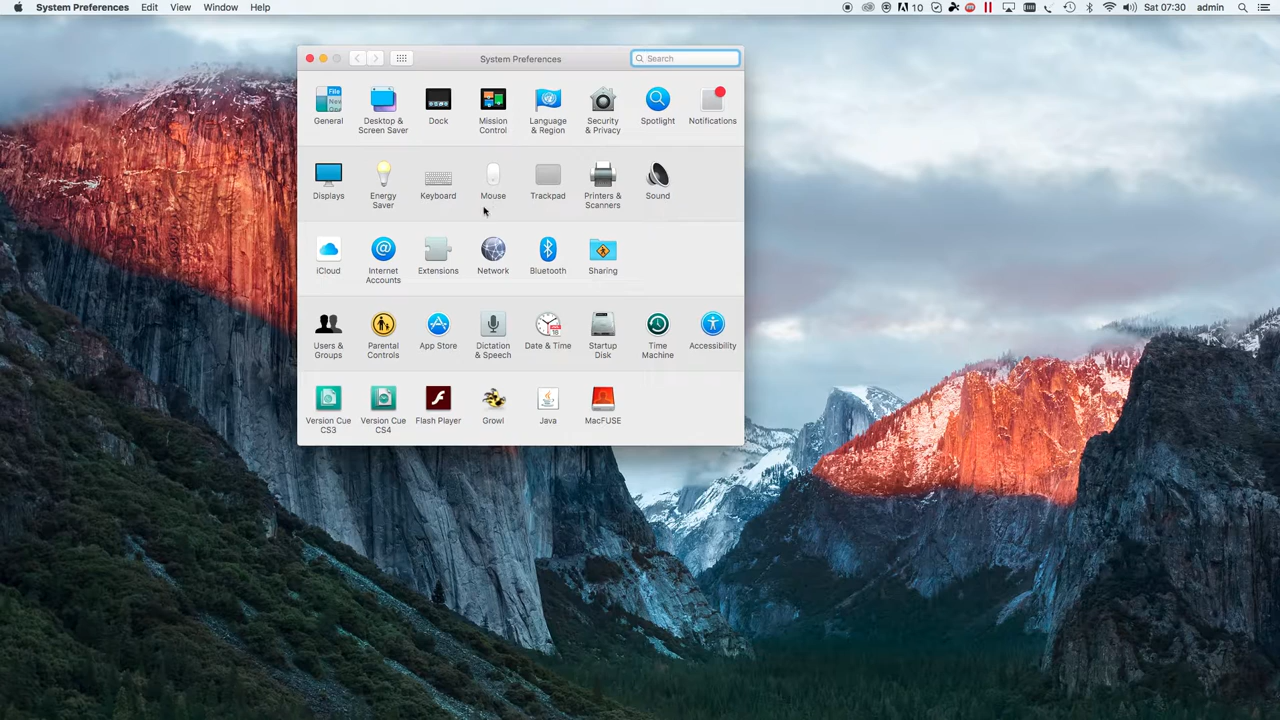 System Preferences Edit View Window Help 10 Sat 07:30 admin
System Preferences
Search
General
Desktop &
Screen Saver
Dock
Mission
Control
Language
& Region
Security
& Privacy
Spotlight
Notifications
Displays
Energy
Saver
Keyboard
Mouse
Trackpad
Printers &
Scanners
Sound
iCloud
Internet
Accounts
Extensions
Network
Bluetooth
Sharing
Users &
Groups
Parental
Controls
App Store
Dictation
& Speech
Date & Time
Startup
Disk
Time
Machine
Accessibility
Version Cue
CS3
Version Cue
CS4
Flash Player
Growl
Java
MacFUSE